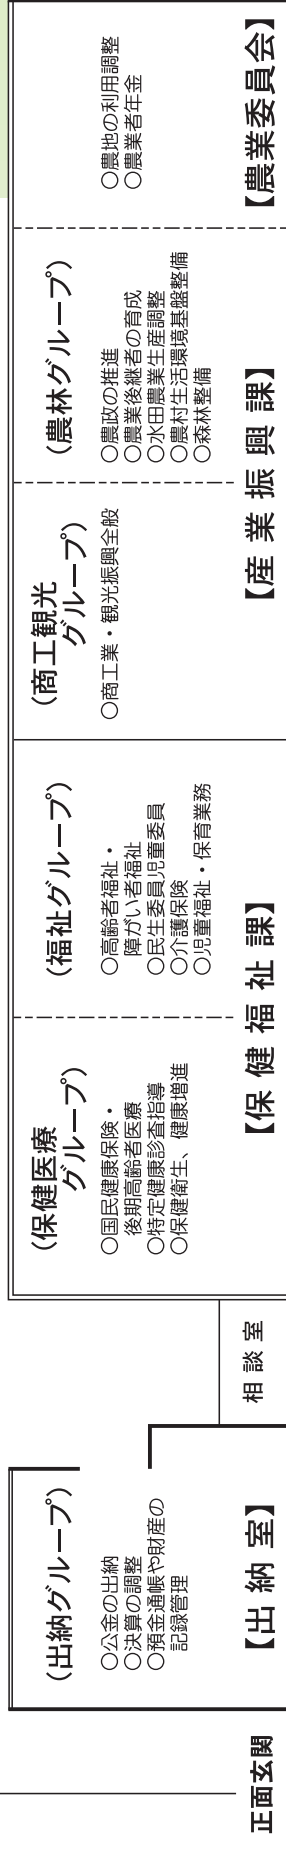 正面玄関
【出 納 室】
(出納グループ)
○公金の出納
○決算の調整
○預金通帳や財産の
記録管理
相 談 室
【保 健 福 祉 課】
(保健医療
グループ)
○国民健康保険・
後期高齢者医療
○特定健康診査指導
○保健衛生、健康増進
(福祉グループ)
○高齢者福祉・
障がい者福祉
○民生委員児童委員
○介護保険
○児童福祉・保育業務
【産 業 振 興 課】
(商工観光
グループ)
○商工業・観光振興全般
(農林グループ)
○農政の推進
○農業後継者の育成
○水田農業生産調整
○農村生活環境基盤整備
○森林整備
【農業委員会】
○農地の利用調整
○農業者年金